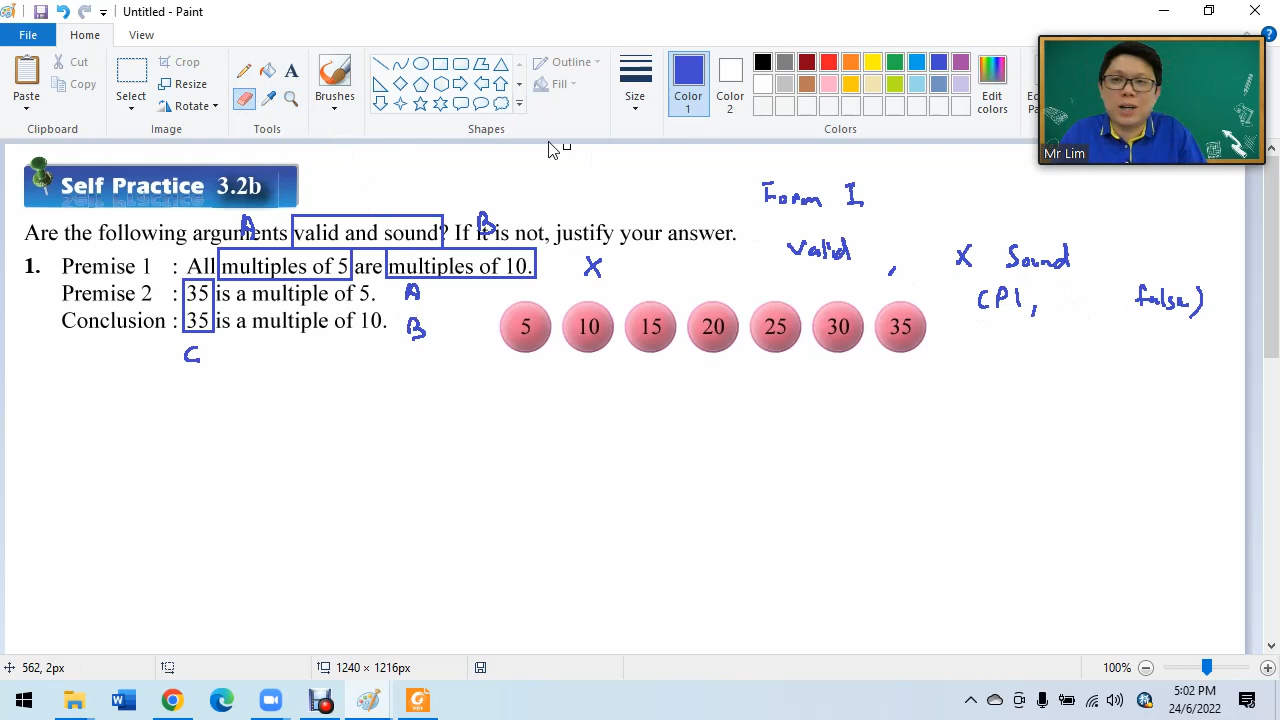 Untitled - Paint
File Home View
Paste Cut Copy Clipboard
Select Crop Resize Rotate Image
Tools
Brushes
Outline Fill Shapes
Size
Color 1 Color 2 Edit colors Colors
Mr Lim
Self Practice 3.2b
Form I
A B
Are the following arguments valid and sound? If it is not, justify your answer.
valid , X Sound
1. Premise 1 : All multiples of 5 are multiples of 10. X
Premise 2 : 35 is a multiple of 5. A
(P1, false)
Conclusion : 35 is a multiple of 10. B
5 10 15 20 25 30 35
C
562, 2px 1240 × 1216px 100%
5:02 PM
24/6/2022